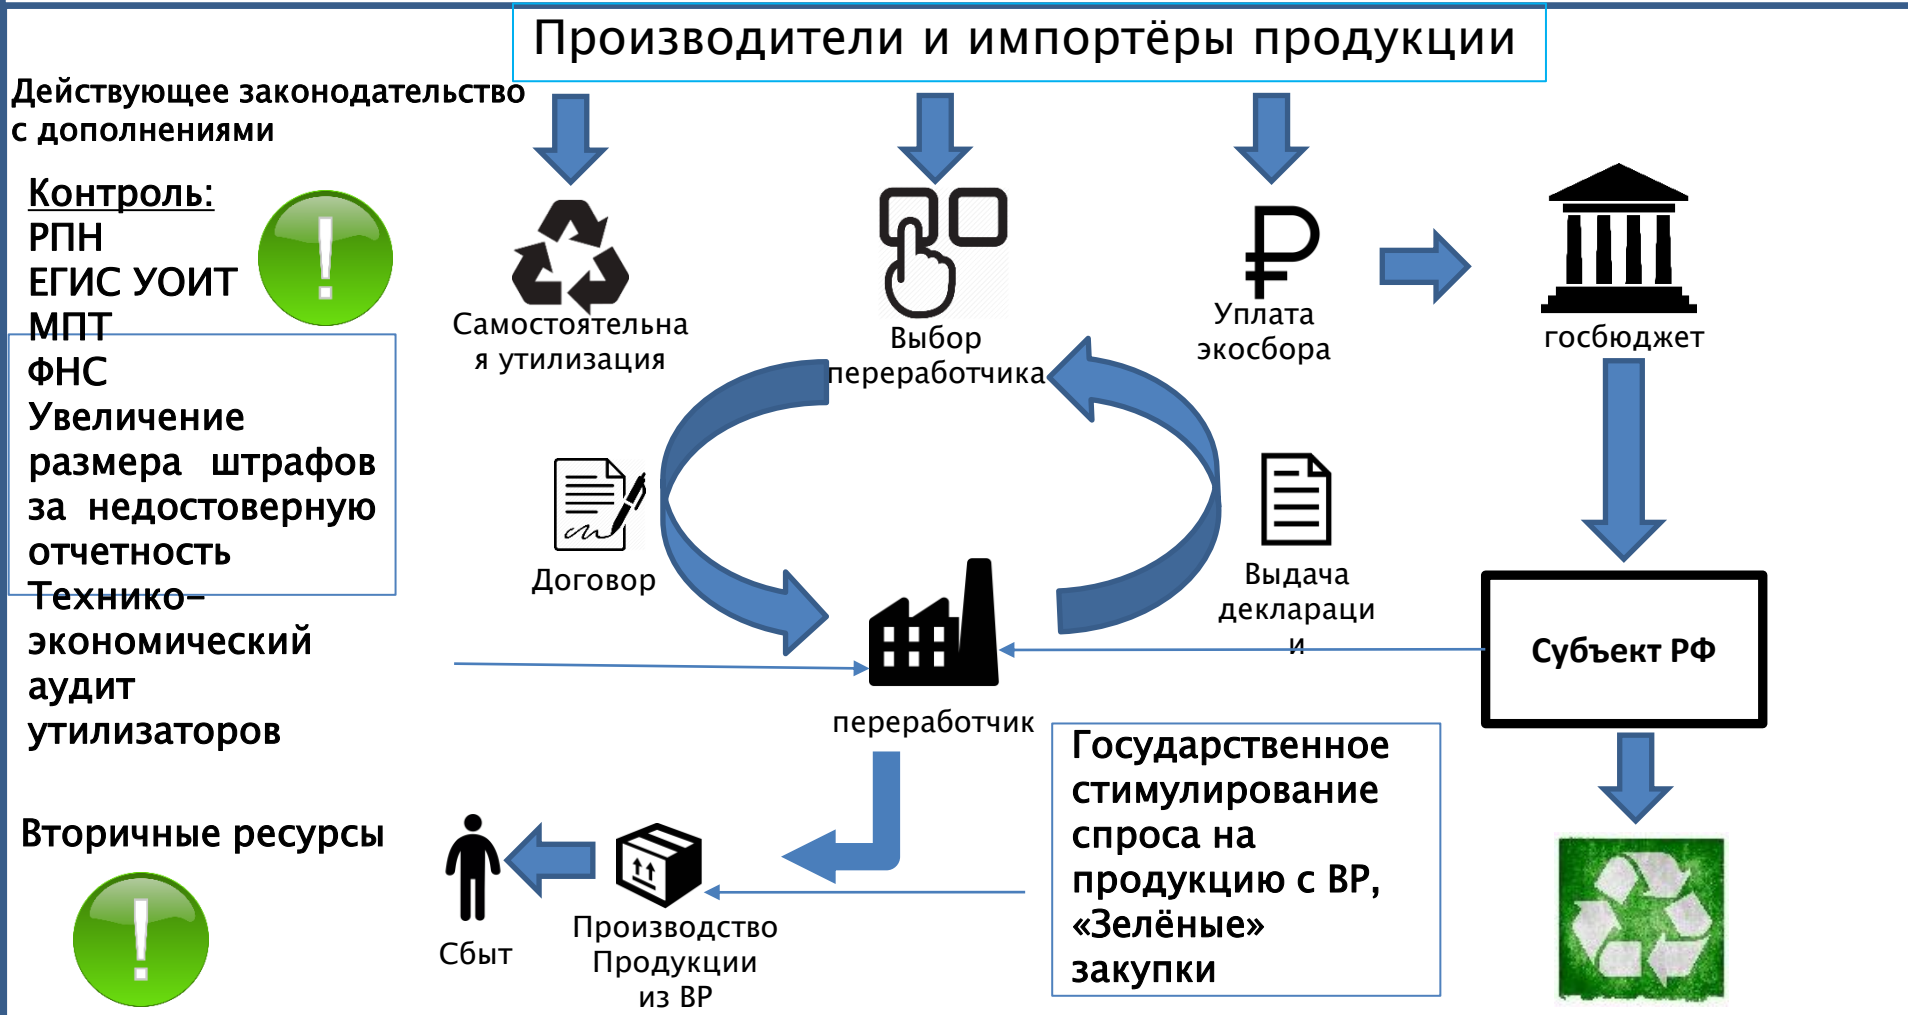 Производители и импортёры продукции
Действующее законодательство
с дополнениями
Контроль:
РПН
ЕГИС УОИТ
МПТ
ФНС
Увеличение
размера штрафов
за недостоверную
отчетность
Технико-
экономический
аудит
утилизаторов
Самостоятельна
я утилизация
Выбор
переработчика
Уплата
экосбора
госбюджет
Договор
Выдача
деклараци
и
Субъект РФ
переработчик
Государственное
стимулирование
спроса на
продукцию с ВР,
«Зелёные»
закупки
Вторичные ресурсы
Сбыт
Производство
Продукции
из ВР